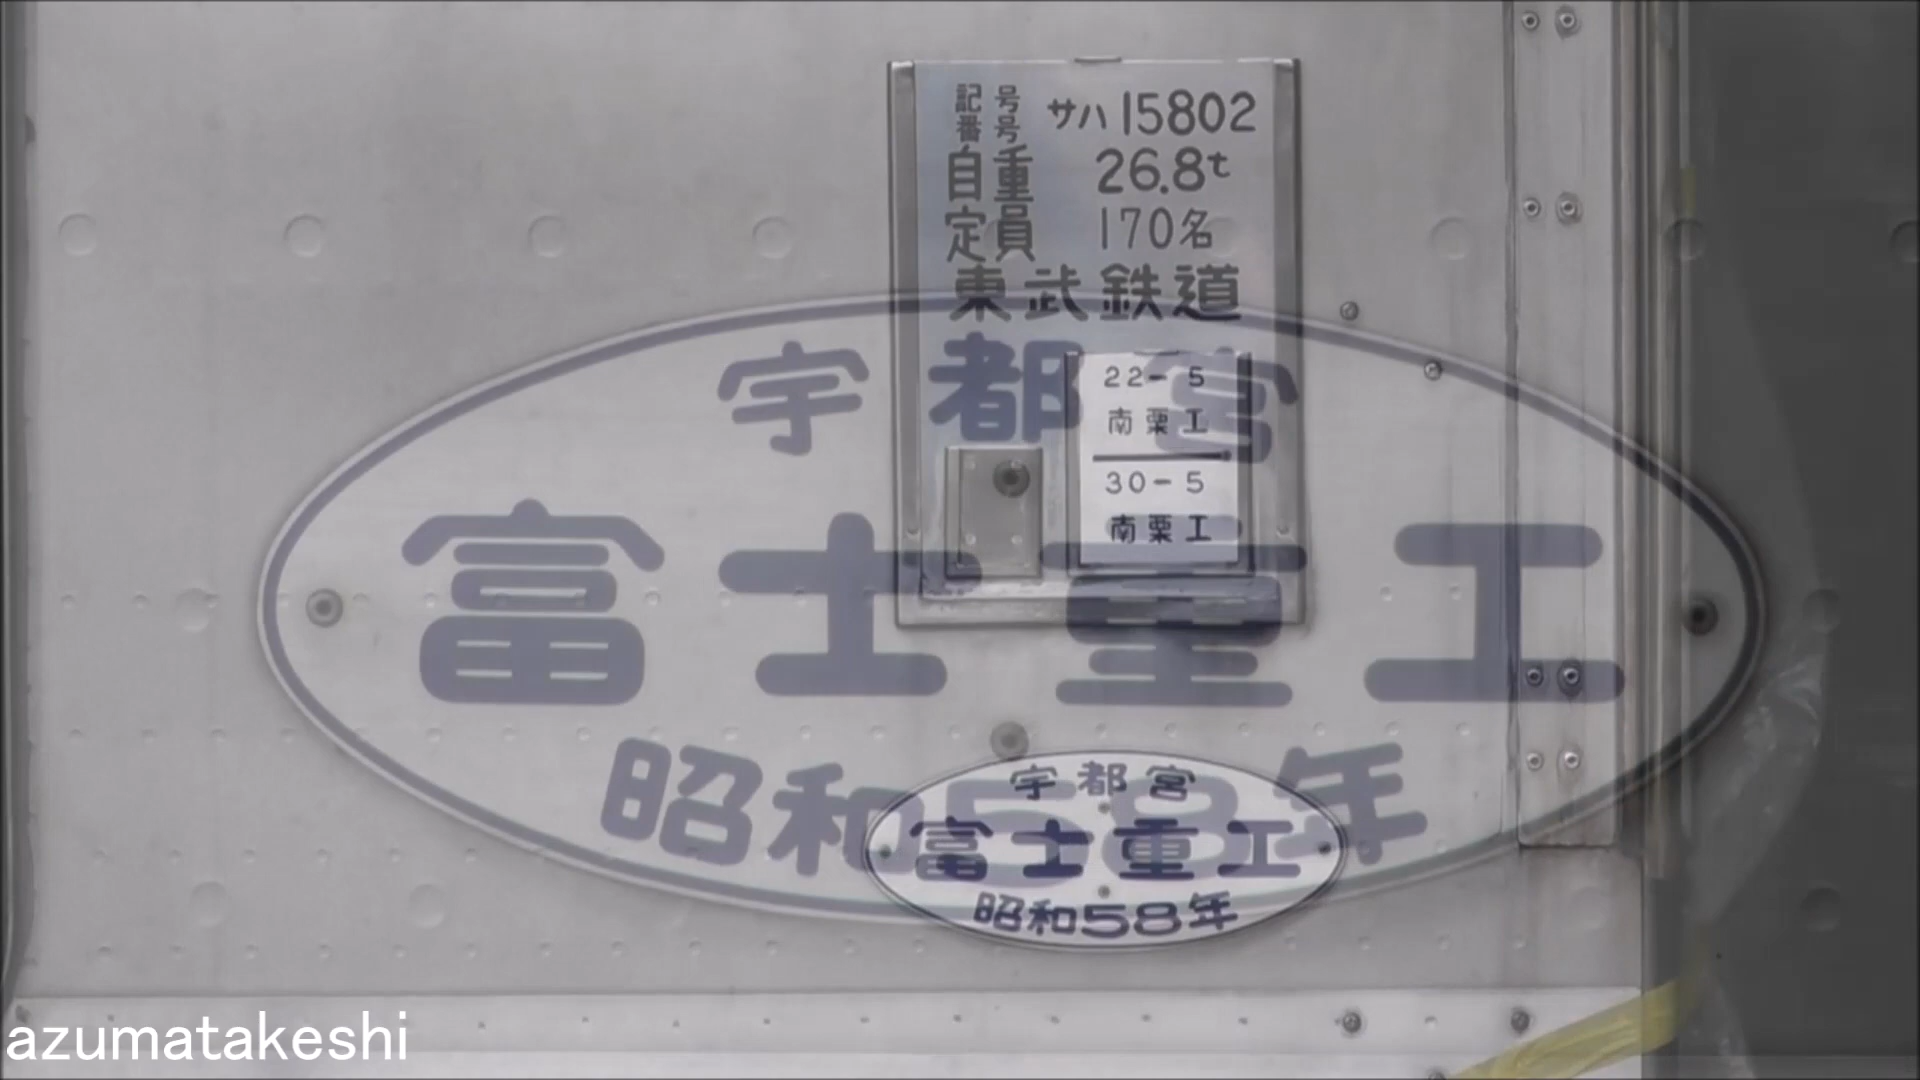 記号 サハ15802
番号
自重 26.8t
定員 170名
東武鉄道
22-5
南栗工
30-5
南栗工
宇都宮
富士重工
昭和58年
宇都宮
富士重工
昭和58年
azumatakeshi